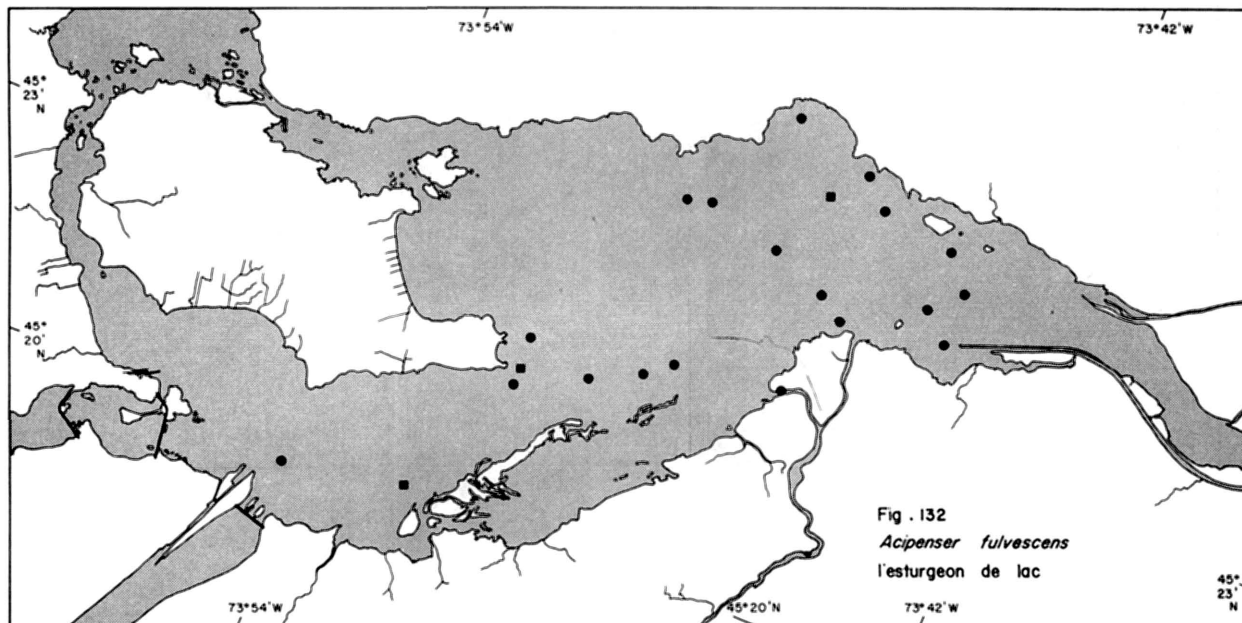 73°54'W
73°42'W
45°
23'
N
45°
20'
N
Fig. 132
Acipenser fulvescens
l'esturgeon de lac
45°
23'
N
73°54'W
45°20'N
73°42'W